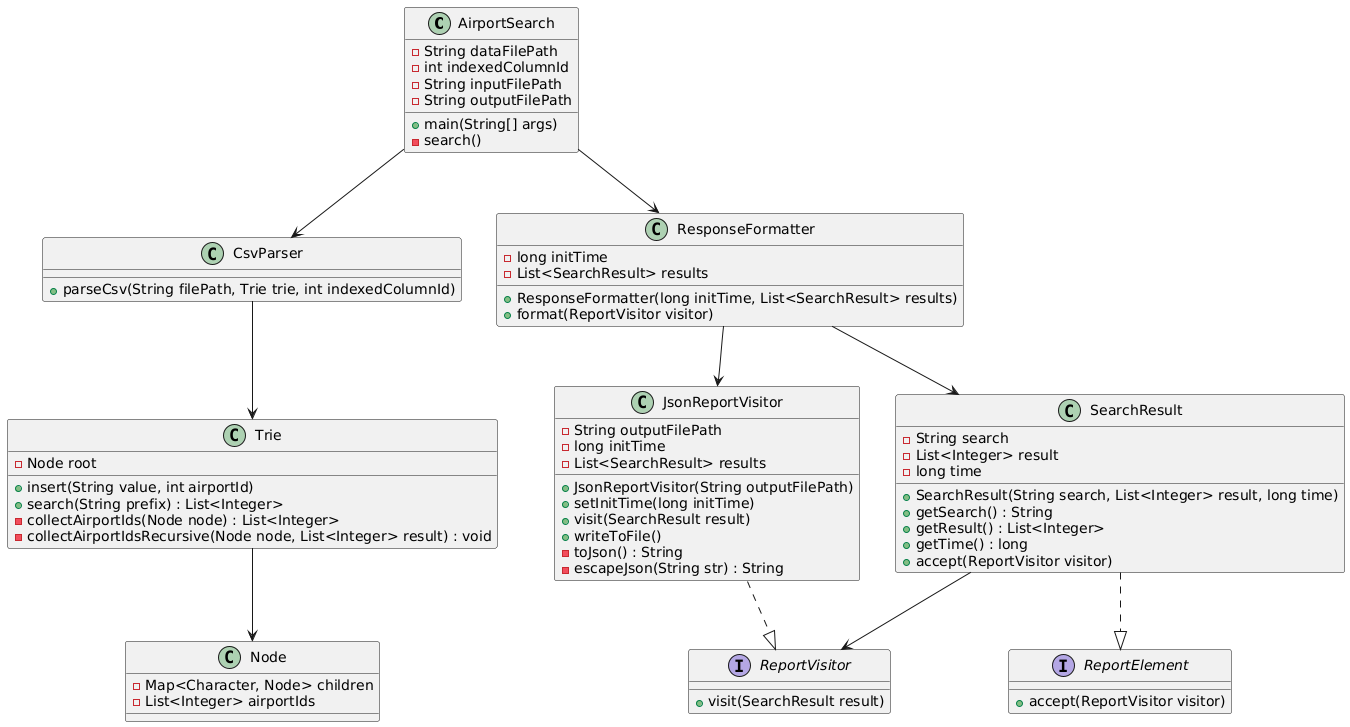 C AirportSearch
String dataFilePath
int indexedColumnId
String inputFilePath
String outputFilePath
main(String[] args)
search()
C CsvParser
parseCsv(String filePath, Trie trie, int indexedColumnId)
C ResponseFormatter
long initTime
List<SearchResult> results
ResponseFormatter(long initTime, List<SearchResult> results)
format(ReportVisitor visitor)
C Trie
Node root
insert(String value, int airportId)
search(String prefix) : List<Integer>
collectAirportIds(Node node) : List<Integer>
collectAirportIdsRecursive(Node node, List<Integer> result) : void
C JsonReportVisitor
String outputFilePath
long initTime
List<SearchResult> results
JsonReportVisitor(String outputFilePath)
setInitTime(long initTime)
visit(SearchResult result)
writeToFile()
toJson() : String
escapeJson(String str) : String
C SearchResult
String search
List<Integer> result
long time
SearchResult(String search, List<Integer> result, long time)
getSearch() : String
getResult() : List<Integer>
getTime() : long
accept(ReportVisitor visitor)
C Node
Map<Character, Node> children
List<Integer> airportIds
I ReportVisitor
visit(SearchResult result)
I ReportElement
accept(ReportVisitor visitor)